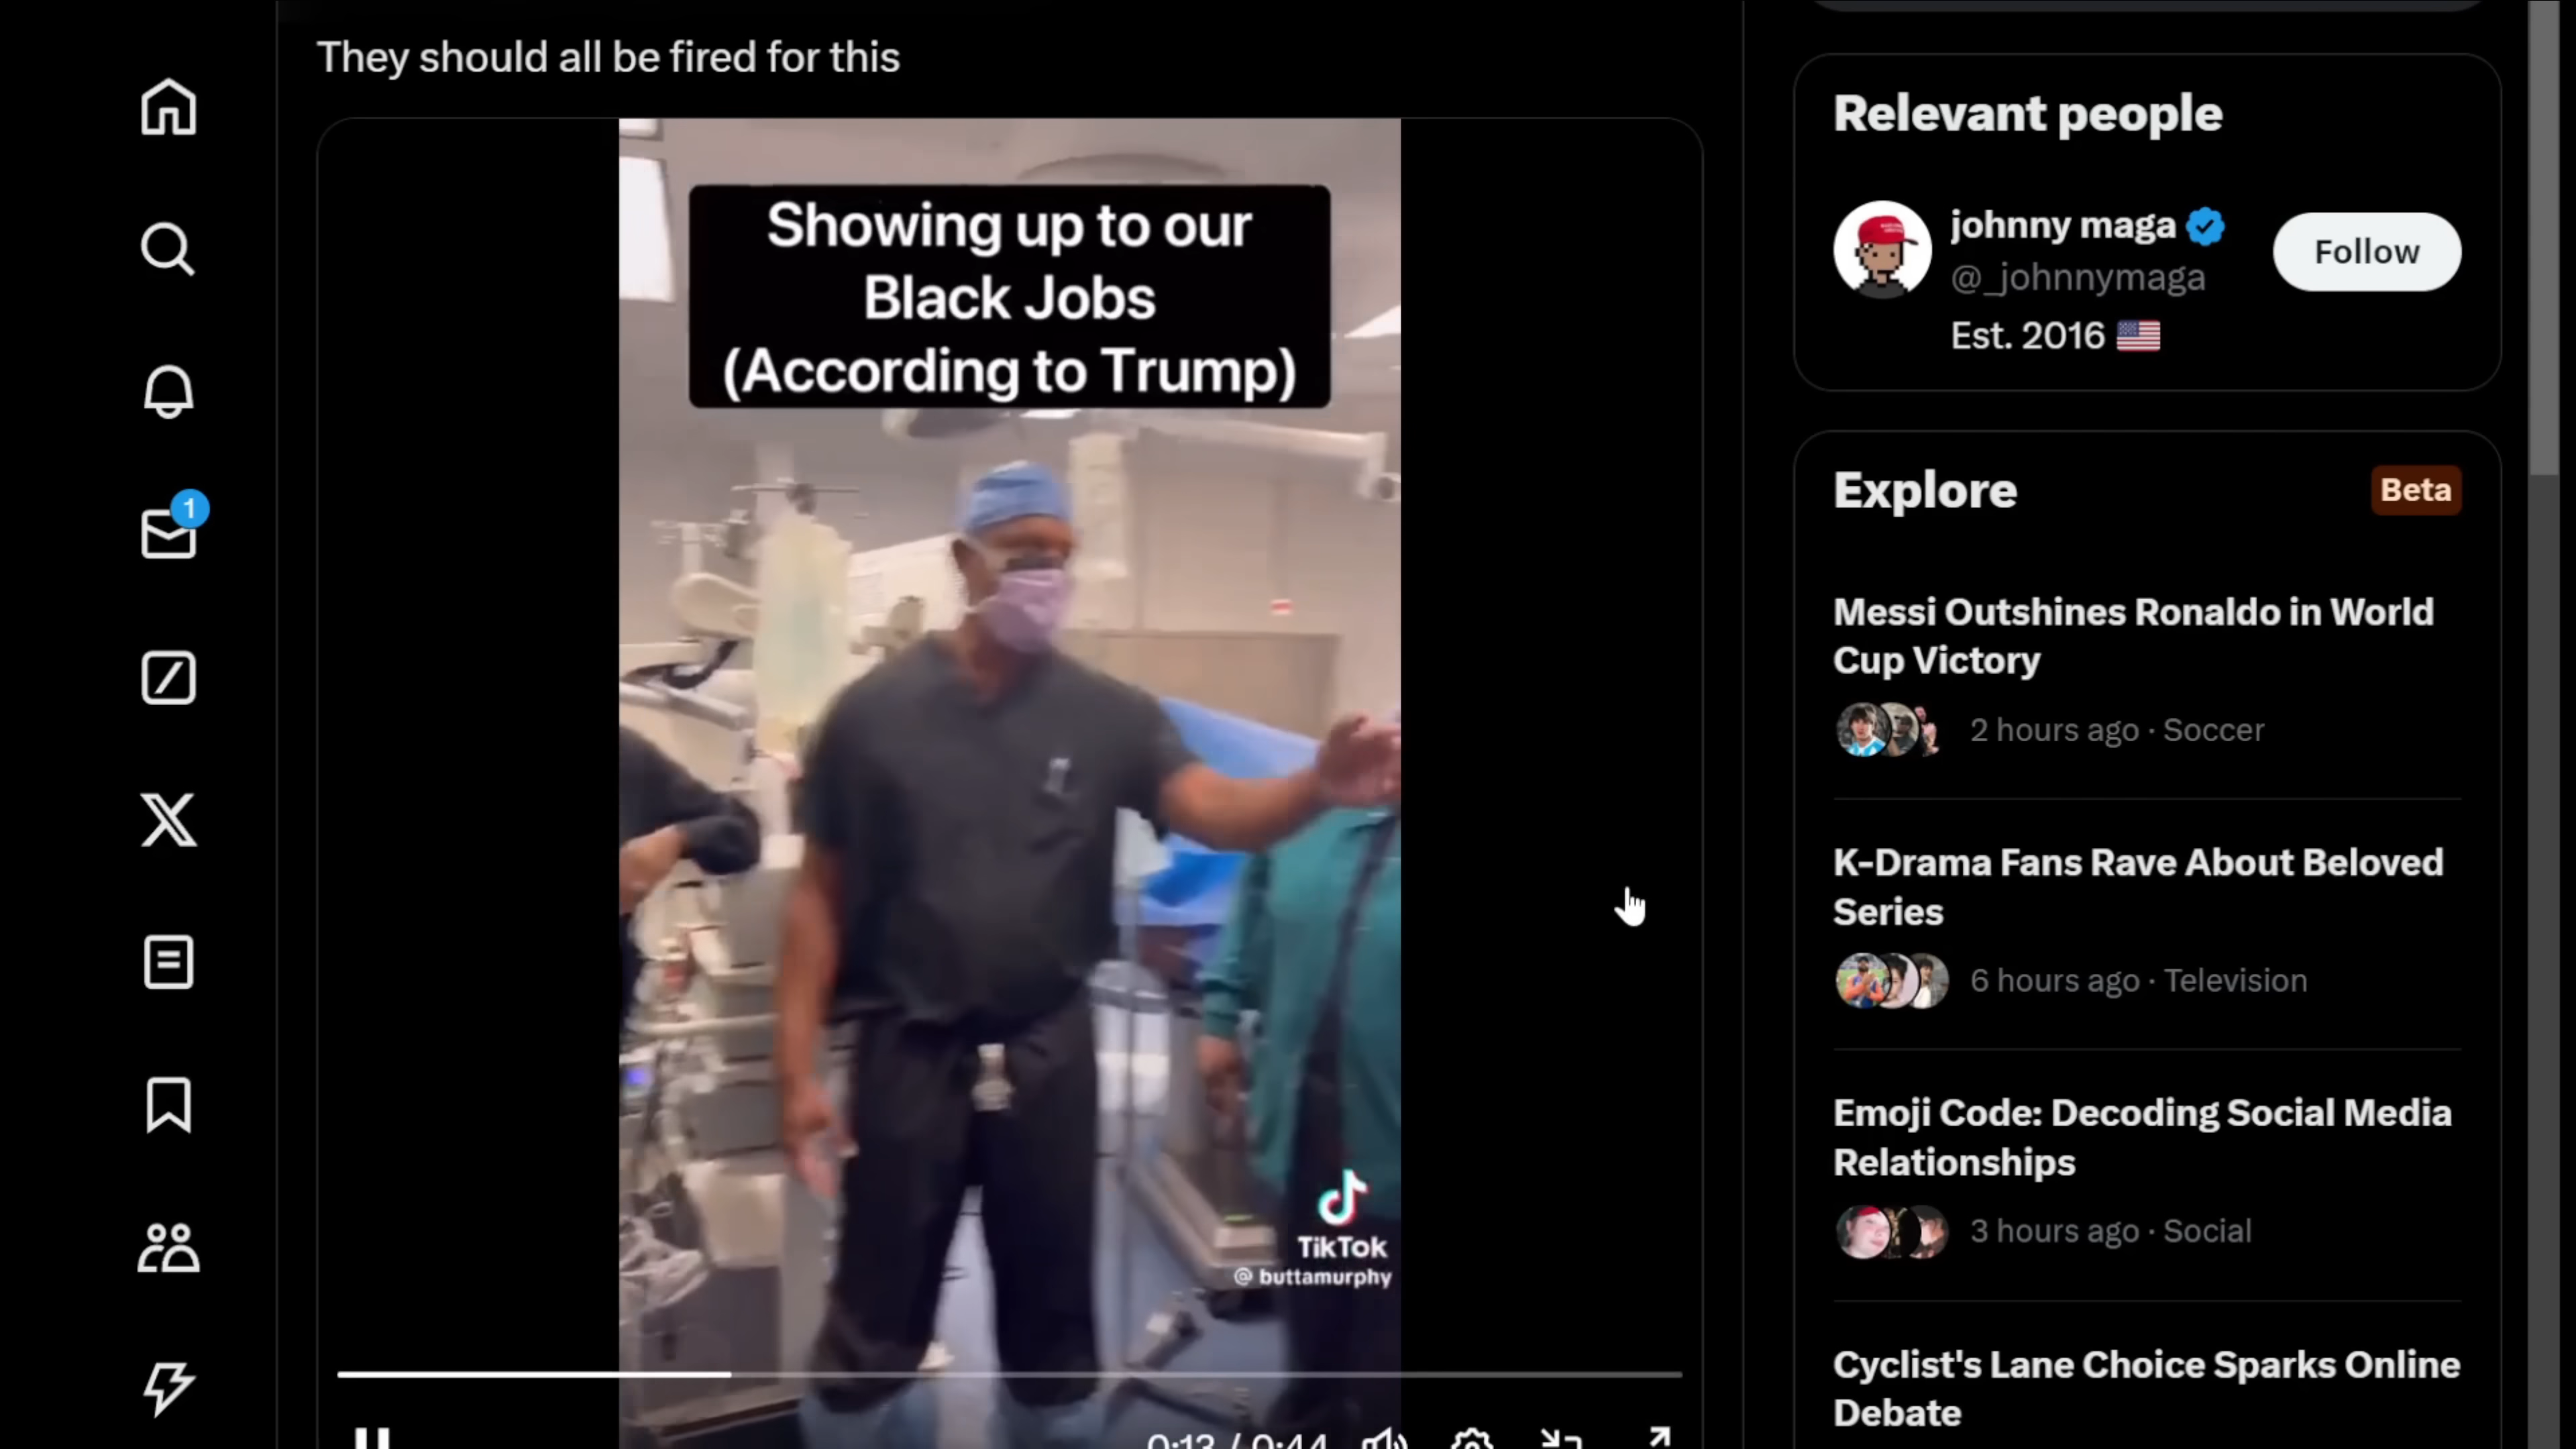 They should all be fired for this
Showing up to our
Black Jobs
(According to Trump)
TikTok
@buttamurphy
0:13 / 0:44
1
Relevant people
johnny maga
@_johnnymaga
Follow
Est. 2016
Explore
Beta
Messi Outshines Ronaldo in World
Cup Victory
2 hours ago · Soccer
K-Drama Fans Rave About Beloved
Series
6 hours ago · Television
Emoji Code: Decoding Social Media
Relationships
3 hours ago · Social
Cyclist's Lane Choice Sparks Online
Debate